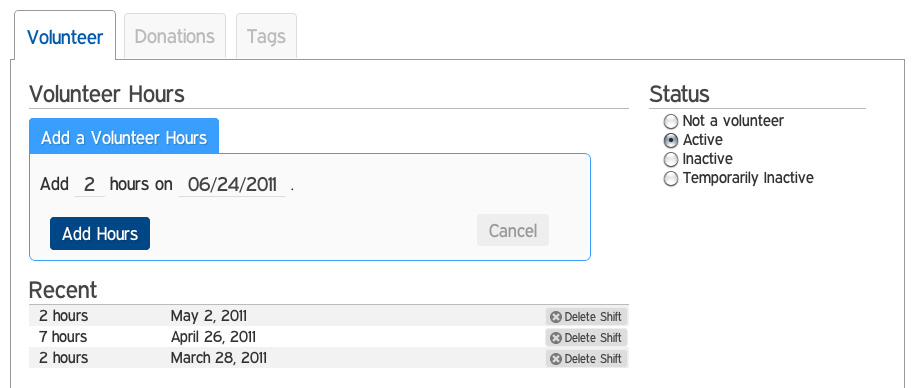 Volunteer Donations Tags
Volunteer Hours
Add a Volunteer Hours
Add 2 hours on 06/24/2011 .
Add Hours Cancel
Recent
2 hours May 2, 2011 Delete Shift
7 hours April 26, 2011 Delete Shift
2 hours March 28, 2011 Delete Shift
Status
Not a volunteer
Active
Inactive
Temporarily Inactive